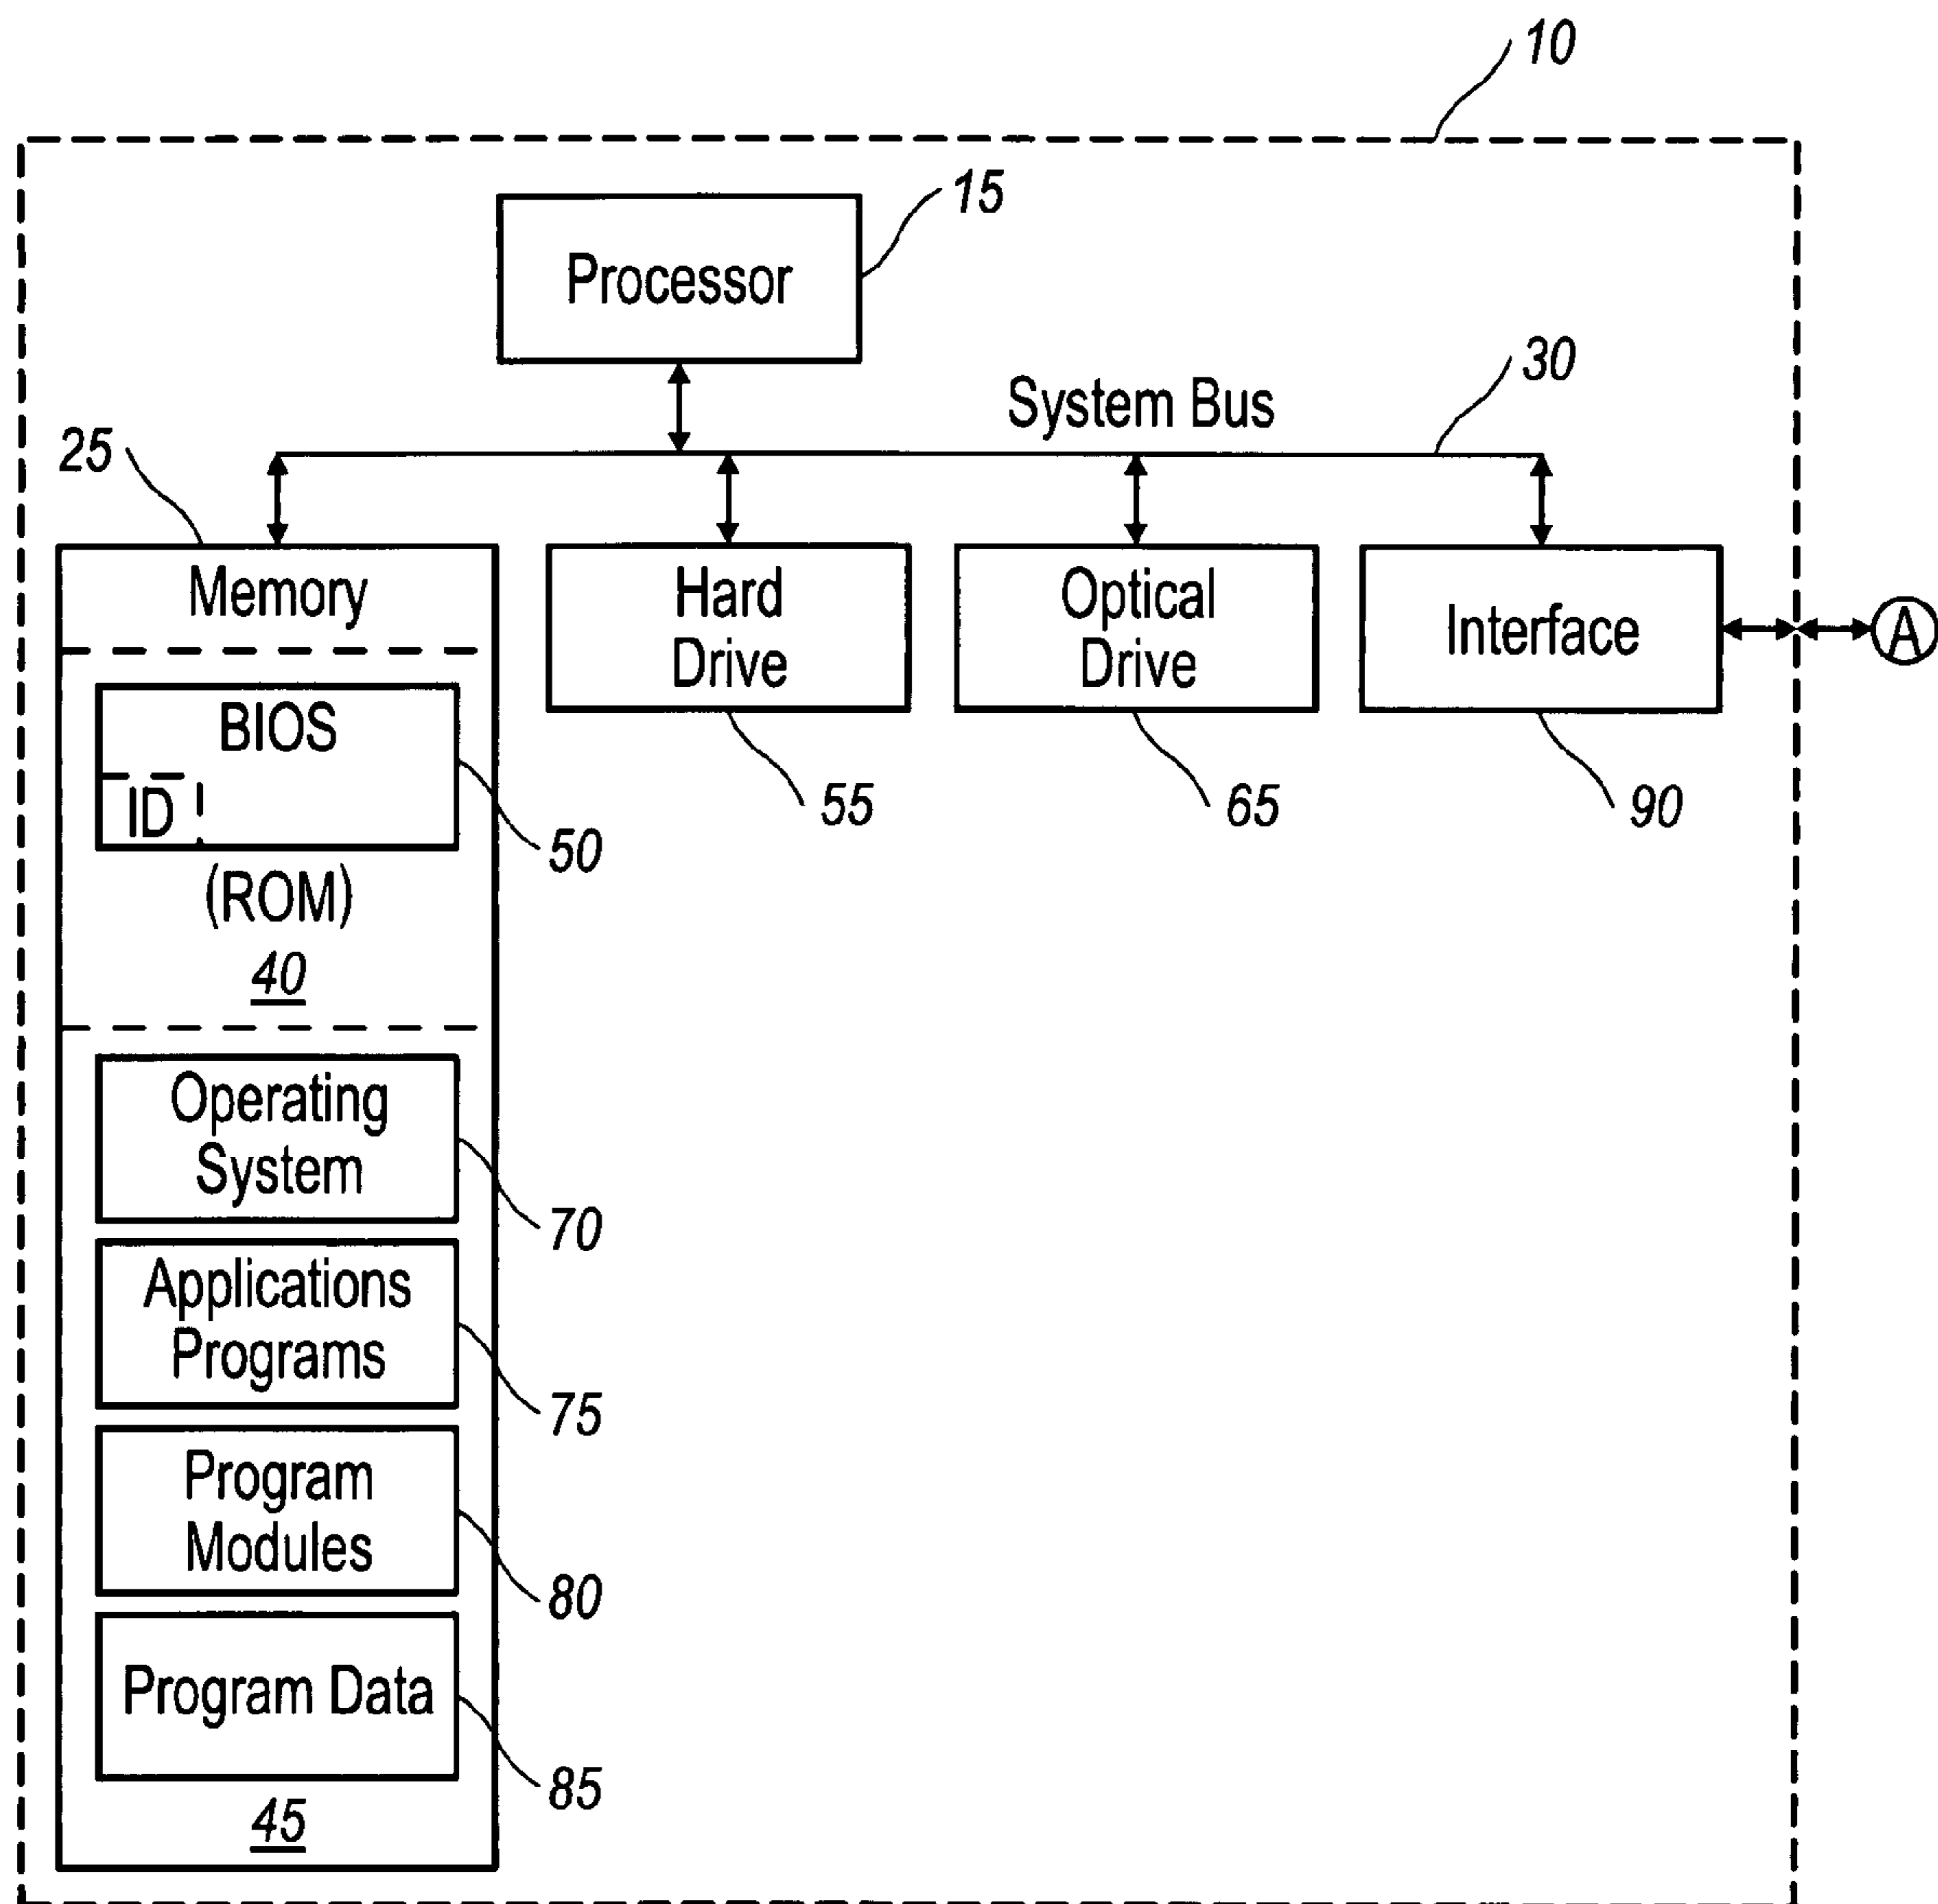 10
15
Processor
30
System Bus
25
Memory
Hard
Drive
Optical
Drive
Interface
A
BIOS
ID
50
55
65
90
(ROM)
40
Operating
System
70
Applications
Programs
75
Program
Modules
80
Program Data
85
45